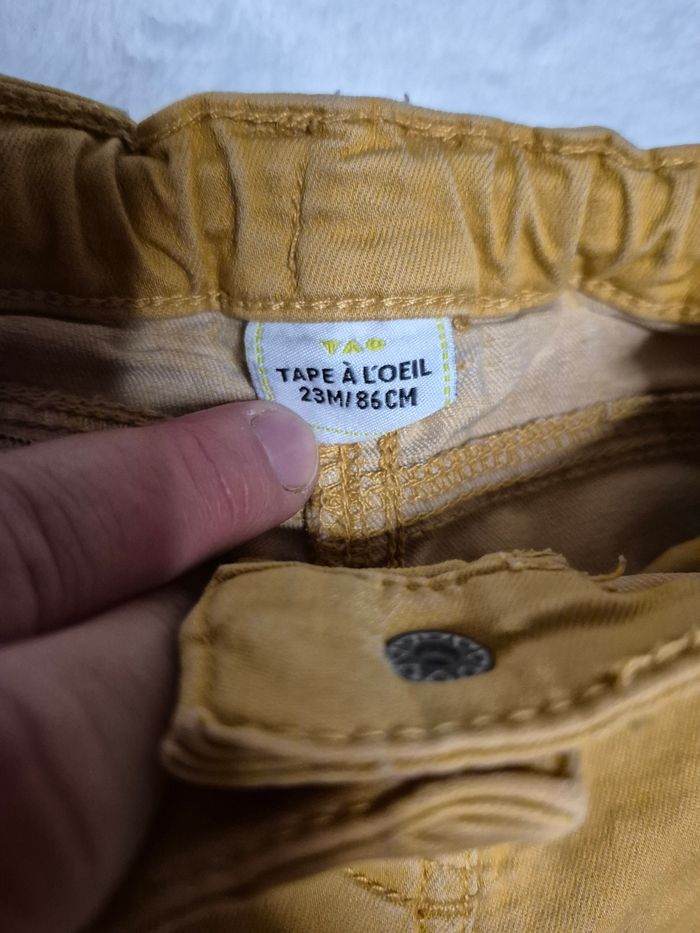 TAO
TAPE À L'OEIL
23M/86CM